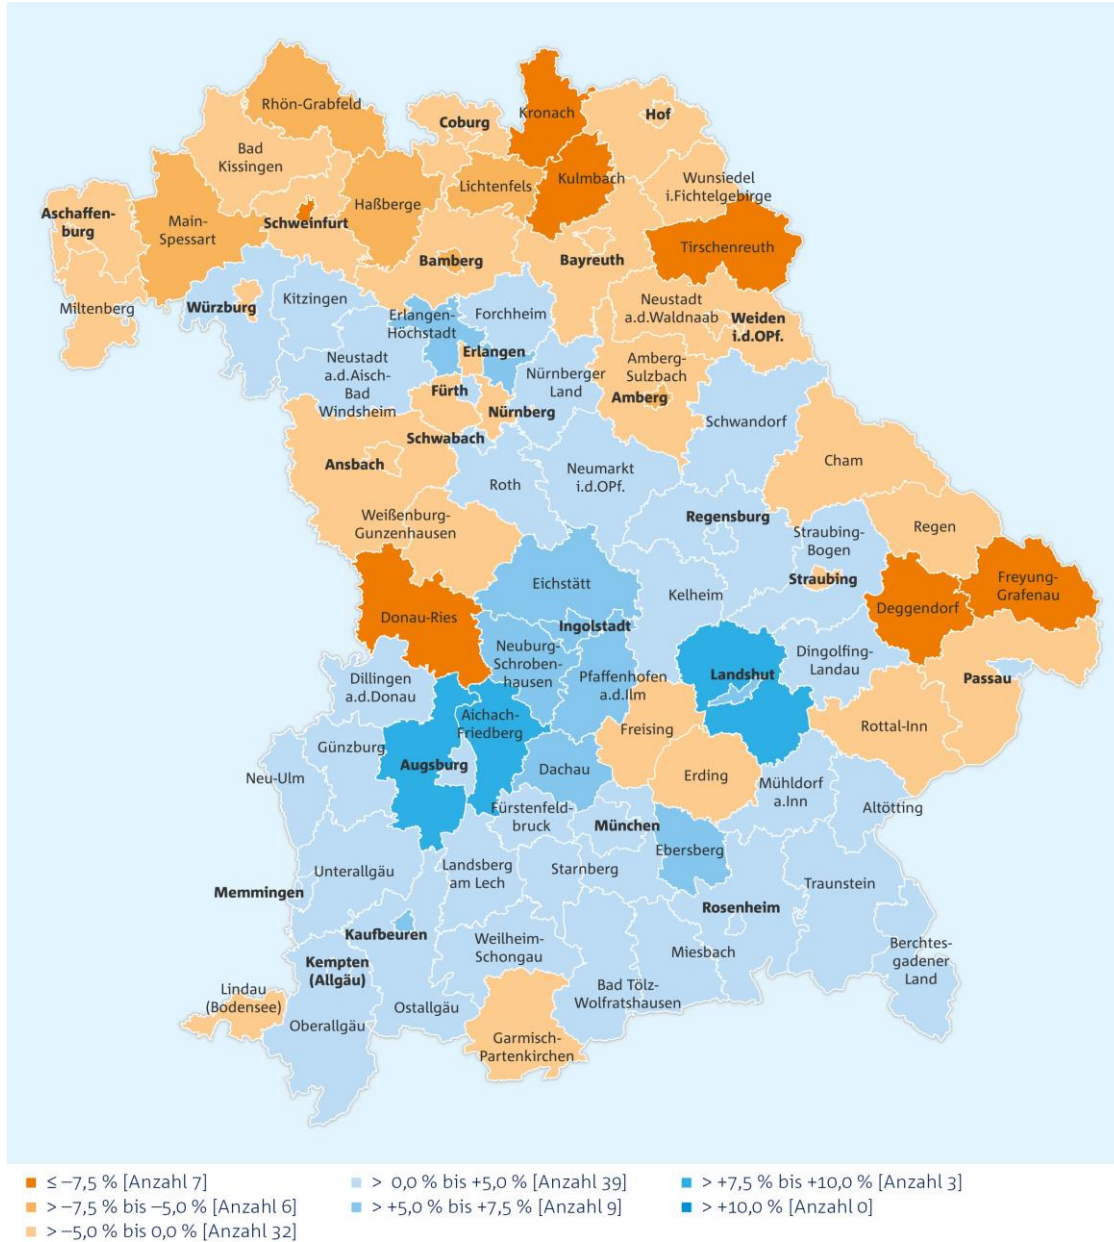 Rhön-Grabfeld
Kronach
Coburg
Hof
Bad
Kissingen
Lichtenfels
Kulmbach
Wunsiedel
i.Fichtelgebirge
Aschaffen-
burg
Main-
Spessart
Schweinfurt
Haßberge
Tirschenreuth
Bamberg
Bayreuth
Miltenberg
Würzburg
Kitzingen
Erlangen-
Höchstadt
Forchheim
Neustadt
a.d.Waldnaab
Weiden
i.d.OPf.
Neustadt
a.d.Aisch-
Bad
Windsheim
Erlangen
Nürnberger
Land
Amberg-
Sulzbach
Fürth
Nürnberg
Amberg
Schwandorf
Schwabach
Ansbach
Roth
Neumarkt
i.d.OPf.
Cham
Weißenburg-
Gunzenhausen
Regensburg
Straubing-
Bogen
Regen
Eichstätt
Straubing
Kelheim
Freyung-
Grafenau
Deggendorf
Donau-Ries
Ingolstadt
Neuburg-
Schroben-
hausen
Pfaffenhofen
a.d.Ilm
Landshut
Dingolfing-
Landau
Passau
Dillingen
a.d.Donau
Aichach-
Friedberg
Freising
Rottal-Inn
Günzburg
Augsburg
Dachau
Erding
Neu-Ulm
Mühldorf
a.Inn
Altötting
Fürstenfeld-
bruck
München
Ebersberg
Unterallgäu
Landsberg
am Lech
Starnberg
Traunstein
Memmingen
Rosenheim
Kaufbeuren
Weilheim-
Schongau
Miesbach
Berchtes-
gadener
Land
Kempten
(Allgäu)
Lindau
(Bodensee)
Oberallgäu
Ostallgäu
Bad Tölz-
Wolfratshausen
Garmisch-
Partenkirchen
≤ –7,5 % [Anzahl 7]
> –7,5 % bis –5,0 % [Anzahl 6]
> –5,0 % bis 0,0 % [Anzahl 32]
> 0,0 % bis +5,0 % [Anzahl 39]
> +5,0 % bis +7,5 % [Anzahl 9]
> +7,5 % bis +10,0 % [Anzahl 3]
> +10,0 % [Anzahl 0]